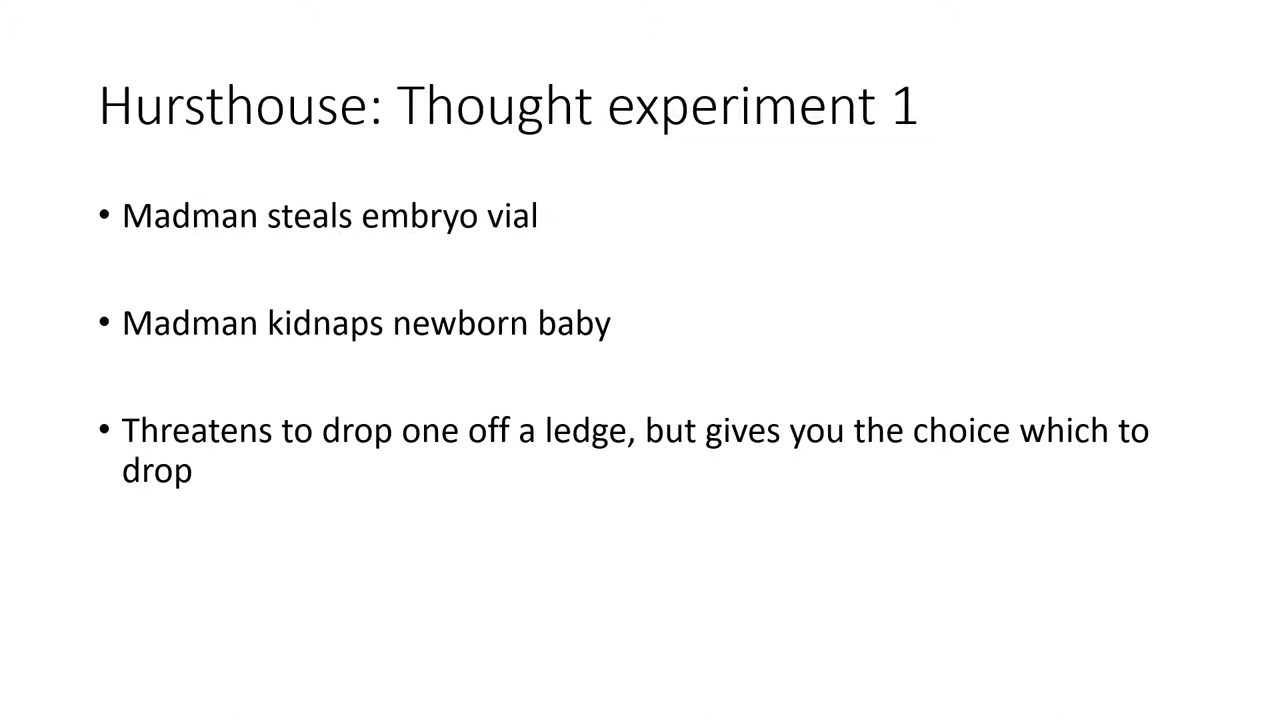 Hursthouse: Thought experiment 1
• Madman steals embryo vial
• Madman kidnaps newborn baby
• Threatens to drop one off a ledge, but gives you the choice which to
drop